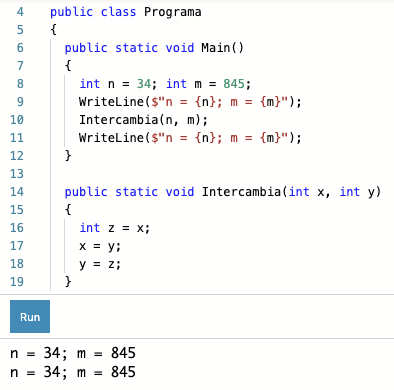 4 public class Programa
5 {
6 public static void Main()
7 {
8 int n = 34; int m = 845;
9 WriteLine($"n = {n}; m = {m}");
10 Intercambia(n, m);
11 WriteLine($"n = {n}; m = {m}");
12 }
13
14 public static void Intercambia(int x, int y)
15 {
16 int z = x;
17 x = y;
18 y = z;
19 }
Run
n = 34; m = 845
n = 34; m = 845